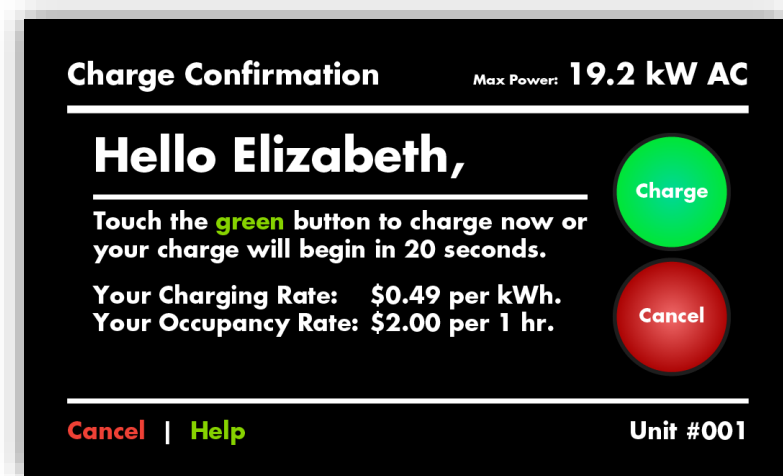 Charge Confirmation Max Power: 19.2 kW AC
Hello Elizabeth,
Touch the green button to charge now or
your charge will begin in 20 seconds.
Your Charging Rate: $0.49 per kWh.
Your Occupancy Rate: $2.00 per 1 hr.
Charge
Cancel
Cancel | Help Unit #001